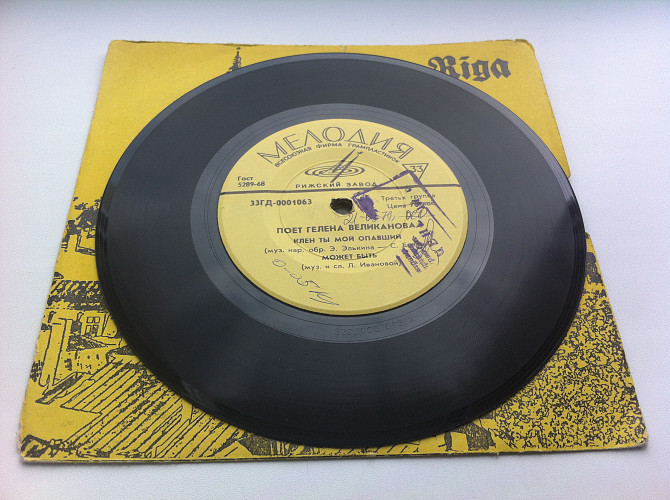 Riga
МЕЛОДИЯ
ВСЕСОЮЗНАЯ ФИРМА ГРАМПЛАСТИНОК
33
Гост
5289-68
РИЖСКИЙ ЗАВОД
33ГД-0001063
Третья группа
Цена
ПОЕТ ГЕЛЕНА ВЕЛИКАНОВА
КЛЕН ТЫ МОЙ ОПАВШИЙ
(муз. нар. обр. Э. Элькина — С.
МОЖЕТ БЫТЬ
(муз. и сл. Л. Ивановой)